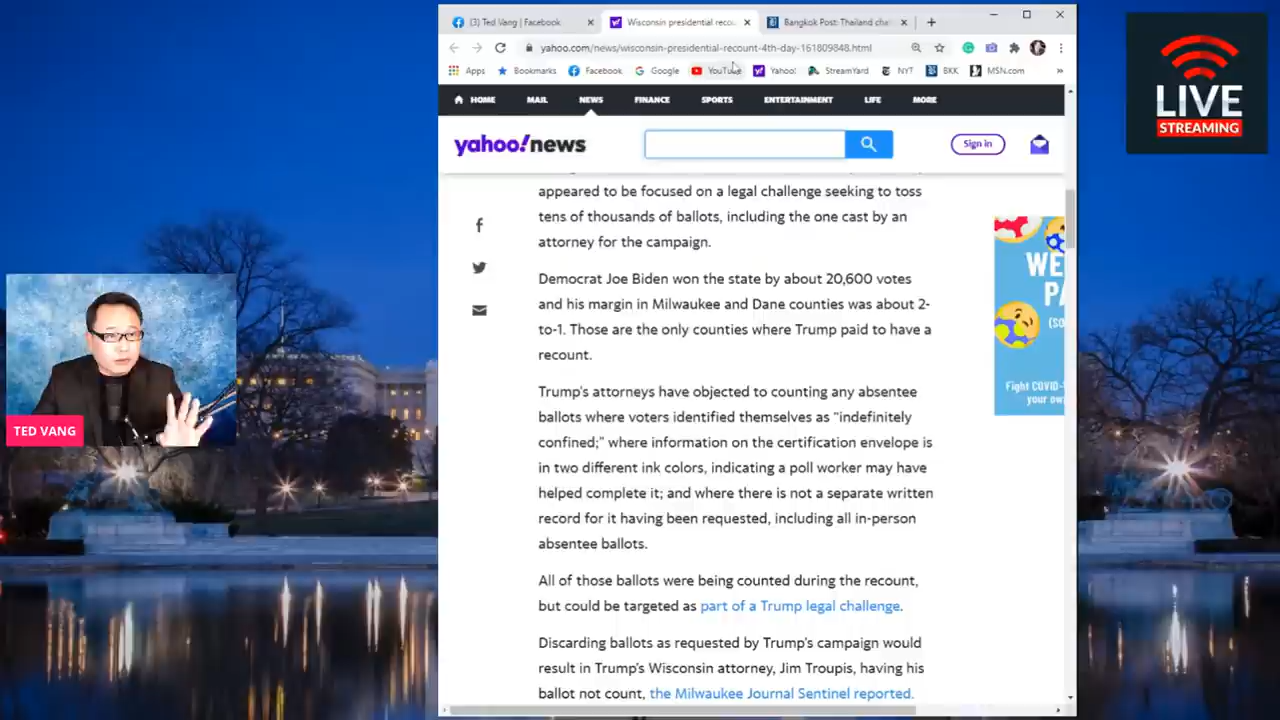 (3) Ted Vang | Facebook
Wisconsin presidential recou
Bangkok Post: Thailand cha
yahoo.com/news/wisconsin-presidential-recount-4th-day-161809848.html
Apps Bookmarks Facebook Google YouTube Yahoo! StreamYard NYT BKK MSN.com »
HOME MAIL NEWS FINANCE SPORTS ENTERTAINMENT LIFE MORE
yahoo!news
Sign in
appeared to be focused on a legal challenge seeking to toss
tens of thousands of ballots, including the one cast by an
attorney for the campaign.
Democrat Joe Biden won the state by about 20,600 votes
and his margin in Milwaukee and Dane counties was about 2-
to-1. Those are the only counties where Trump paid to have a
recount.
Trump's attorneys have objected to counting any absentee
ballots where voters identified themselves as "indefinitely
confined;" where information on the certification envelope is
in two different ink colors, indicating a poll worker may have
helped complete it; and where there is not a separate written
record for it having been requested, including all in-person
absentee ballots.
All of those ballots were being counted during the recount,
but could be targeted as part of a Trump legal challenge.
Discarding ballots as requested by Trump's campaign would
result in Trump's Wisconsin attorney, Jim Troupis, having his
ballot not count, the Milwaukee Journal Sentinel reported.
WE
PA
(SO
Fight COVID-1
your own
LIVE
STREAMING
TED VANG